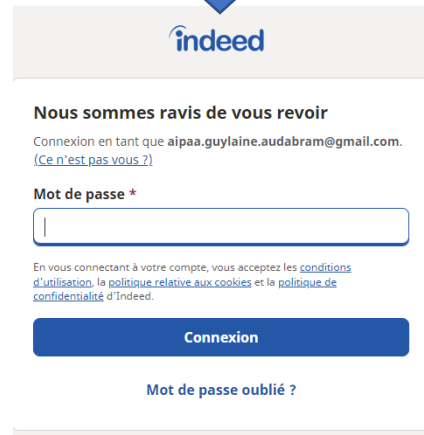 indeed
Nous sommes ravis de vous revoir
Connexion en tant que aipaa.guylaine.audabram@gmail.com.
(Ce n'est pas vous ?)
Mot de passe *
En vous connectant à votre compte, vous acceptez les conditions
d'utilisation, la politique relative aux cookies et la politique de
confidentialité d'Indeed.
Connexion
Mot de passe oublié ?